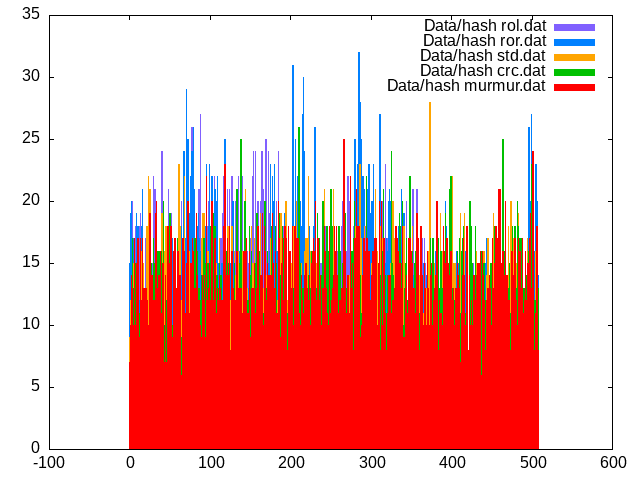 35
Data/hash rol.dat
Data/hash ror.dat
Data/hash std.dat
Data/hash crc.dat
Data/hash murmur.dat
30
25
20
15
10
5
0
-100 0 100 200 300 400 500 600